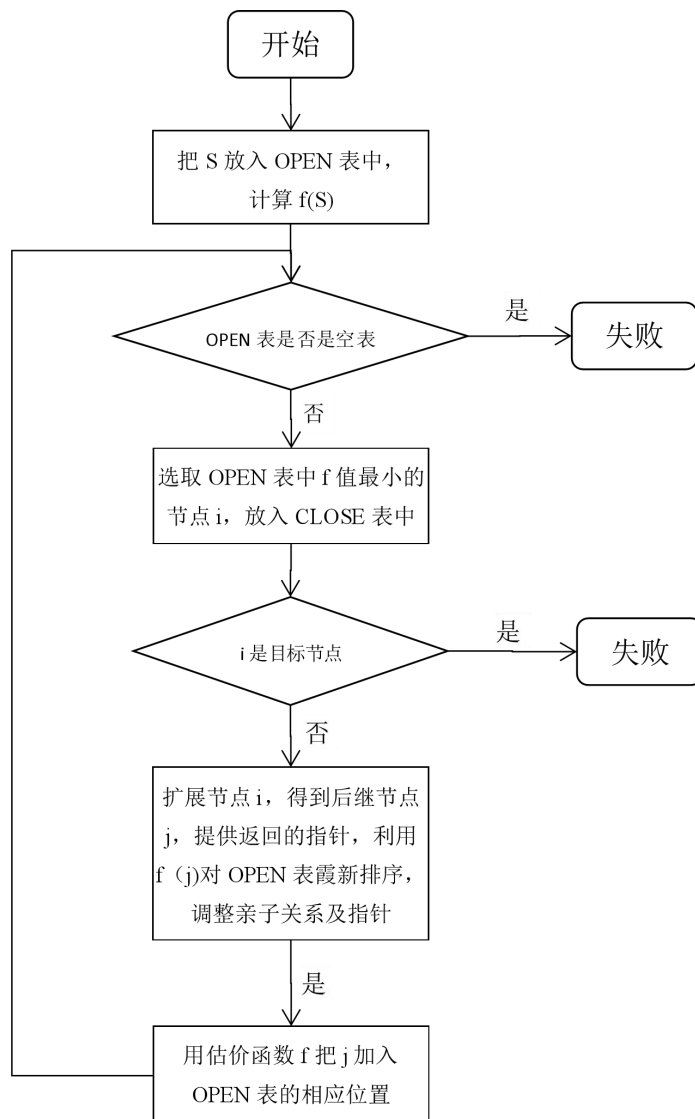 开始
把 S 放入 OPEN 表中，
计算 f(S)
OPEN 表是否是空表
是
失败
否
选取 OPEN 表中 f 值最小的
节点 i，放入 CLOSE 表中
i 是目标节点
是
失败
否
扩展节点 i，得到后继节点
j，提供返回的指针，利用
f（j)对 OPEN 表霞新排序，
调整亲子关系及指针
是
用估价函数 f 把 j 加入
OPEN 表的相应位置